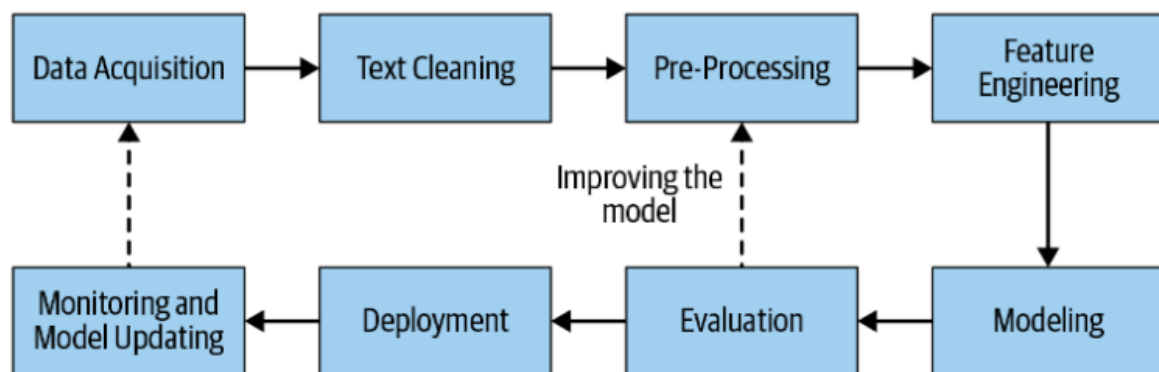 Data Acquisition
Text Cleaning
Pre-Processing
Feature
Engineering
Improving the
model
Monitoring and
Model Updating
Deployment
Evaluation
Modeling